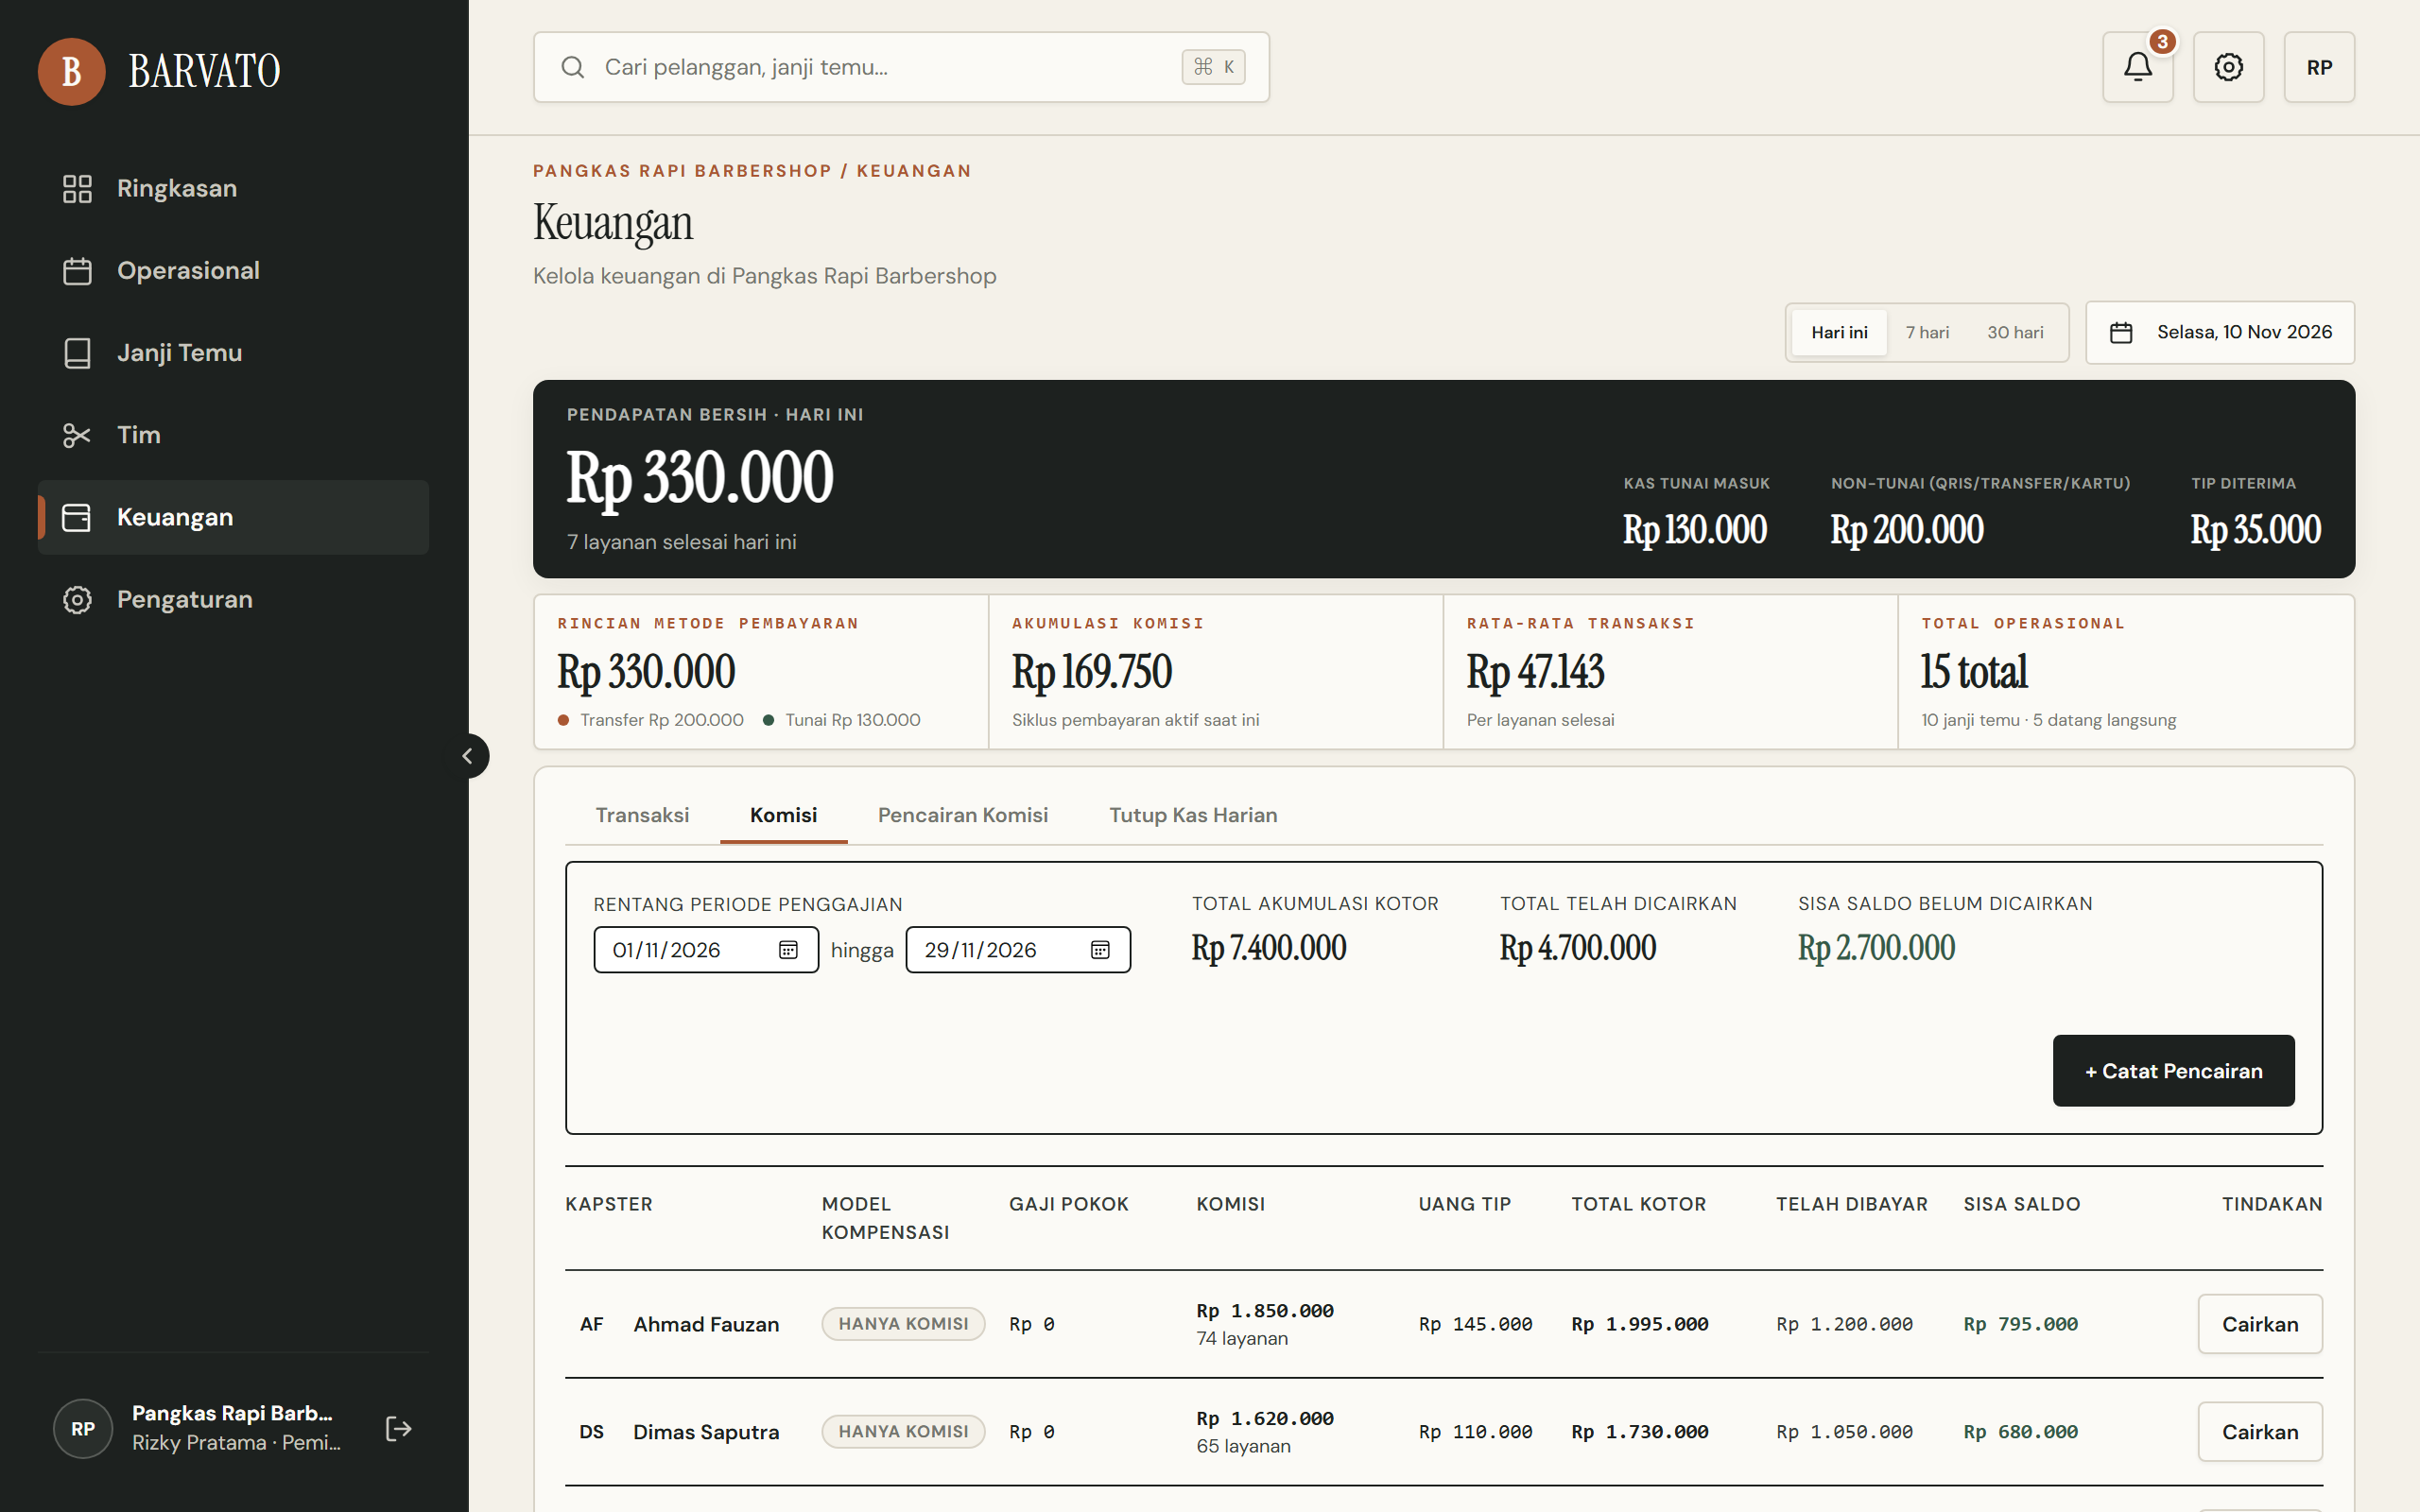 B BARVATO
Ringkasan
Operasional
Janji Temu
Tim
Keuangan
Pengaturan
RP
Pangkas Rapi Barb...
Rizky Pratama · Pemi...
Cari pelanggan, janji temu...
⌘ K
3
RP
PANGKAS RAPI BARBERSHOP / KEUANGAN
Keuangan
Kelola keuangan di Pangkas Rapi Barbershop
Hari ini 7 hari 30 hari
Selasa, 10 Nov 2026
PENDAPATAN BERSIH · HARI INI
Rp 330.000
7 layanan selesai hari ini
KAS TUNAI MASUK
Rp 130.000
NON-TUNAI (QRIS/TRANSFER/KARTU)
Rp 200.000
TIP DITERIMA
Rp 35.000
RINCIAN METODE PEMBAYARAN
Rp 330.000
Transfer Rp 200.000 Tunai Rp 130.000
AKUMULASI KOMISI
Rp 169.750
Siklus pembayaran aktif saat ini
RATA-RATA TRANSAKSI
Rp 47.143
Per layanan selesai
TOTAL OPERASIONAL
15 total
10 janji temu · 5 datang langsung
Transaksi Komisi Pencairan Komisi Tutup Kas Harian
RENTANG PERIODE PENGGAJIAN
01/11/2026 hingga 29/11/2026
TOTAL AKUMULASI KOTOR
Rp 7.400.000
TOTAL TELAH DICAIRKAN
Rp 4.700.000
SISA SALDO BELUM DICAIRKAN
Rp 2.700.000
+ Catat Pencairan
KAPSTER MODEL KOMPENSASI GAJI POKOK KOMISI UANG TIP TOTAL KOTOR TELAH DIBAYAR SISA SALDO TINDAKAN
AF Ahmad Fauzan HANYA KOMISI Rp 0 Rp 1.850.000 74 layanan Rp 145.000 Rp 1.995.000 Rp 1.200.000 Rp 795.000 Cairkan
DS Dimas Saputra HANYA KOMISI Rp 0 Rp 1.620.000 65 layanan Rp 110.000 Rp 1.730.000 Rp 1.050.000 Rp 680.000 Cairkan